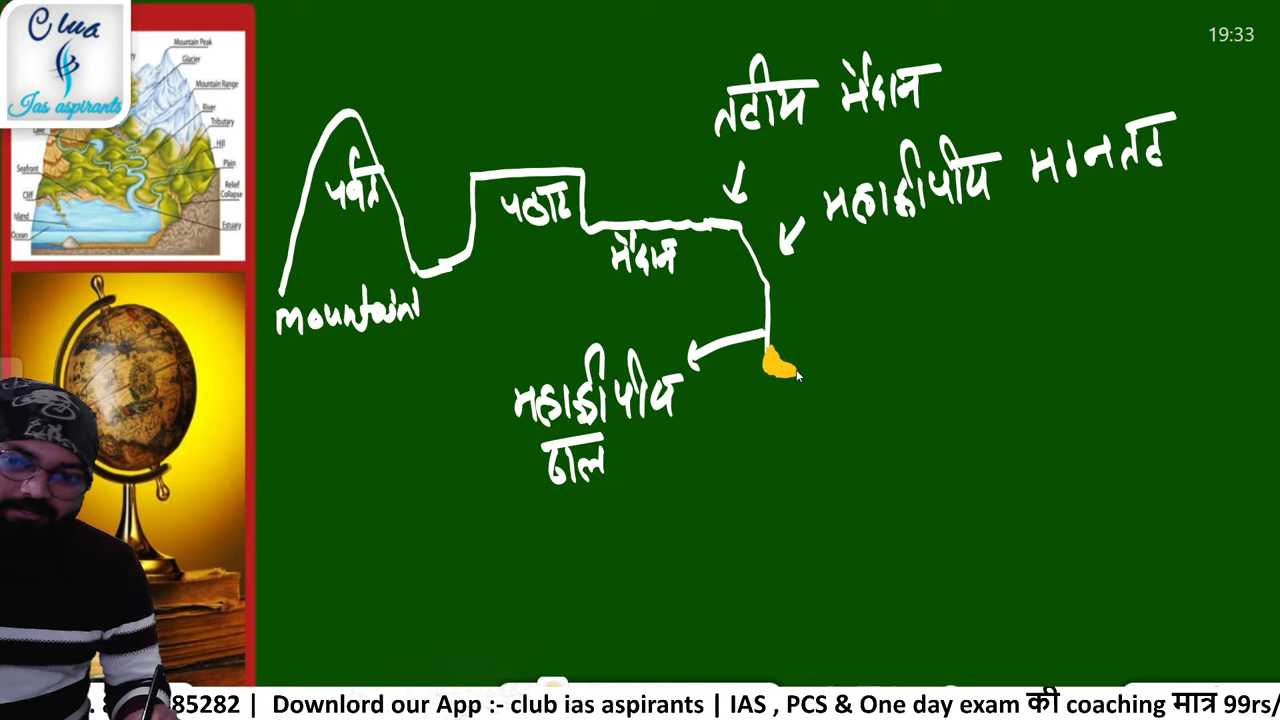 Clua
Ias aspirants
Mountain Peak
Glacier
Mountain Range
River
Tributary
Hill
Plain
Relief
Collapse
Estuary
Lake
Seafront
Cliff
Island
Ocean
19:33
तटीय मैदान
महाद्वीपीय मग्नतट
पर्वत
पठार
मैदान
mountain
महाद्वीपीय
ढाल
85282 | Downlord our App :- club ias aspirants | IAS , PCS & One day exam की coaching मात्र 99rs/